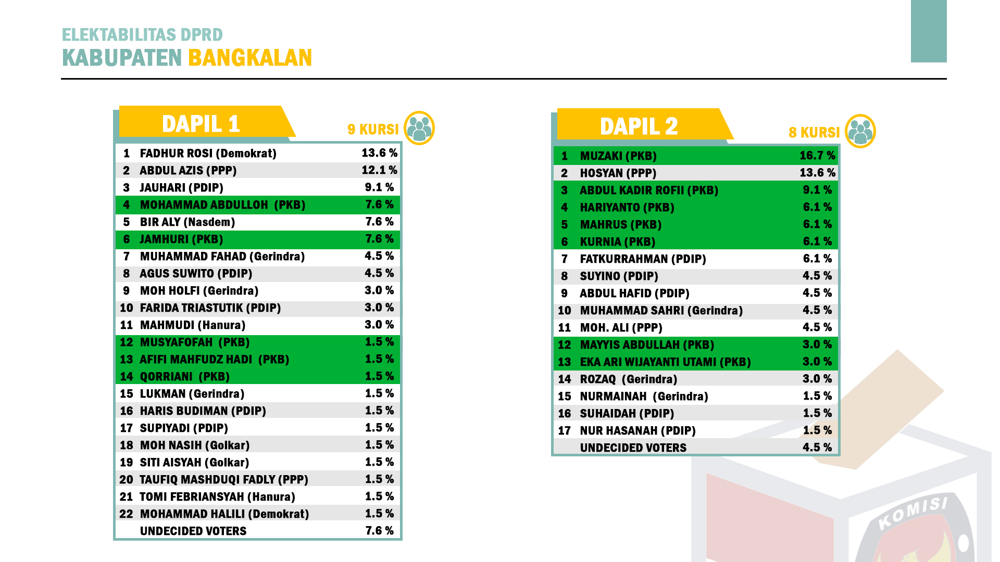 ELEKTABILITAS DPRD
KABUPATEN BANGKALAN
DAPIL 1
9 KURSI
1 FADHUR ROSI (Demokrat) 13.6 %
2 ABDUL AZIS (PPP) 12.1 %
3 JAUHARI (PDIP) 9.1 %
4 MOHAMMAD ABDULLOH (PKB) 7.6 %
5 BIR ALY (Nasdem) 7.6 %
6 JAMHURI (PKB) 7.6 %
7 MUHAMMAD FAHAD (Gerindra) 4.5 %
8 AGUS SUWITO (PDIP) 4.5 %
9 MOH HOLFI (Gerindra) 3.0 %
10 FARIDA TRIASTUTIK (PDIP) 3.0 %
11 MAHMUDI (Hanura) 3.0 %
12 MUSYAFOFAH (PKB) 1.5 %
13 AFIFI MAHFUDZ HADI (PKB) 1.5 %
14 QORRIANI (PKB) 1.5 %
15 LUKMAN (Gerindra) 1.5 %
16 HARIS BUDIMAN (PDIP) 1.5 %
17 SUPIYADI (PDIP) 1.5 %
18 MOH NASIH (Golkar) 1.5 %
19 SITI AISYAH (Golkar) 1.5 %
20 TAUFIQ MASHDUQI FADLY (PPP) 1.5 %
21 TOMI FEBRIANSYAH (Hanura) 1.5 %
22 MOHAMMAD HALILI (Demokrat) 1.5 %
UNDECIDED VOTERS 7.6 %
DAPIL 2
8 KURSI
1 MUZAKI (PKB) 16.7 %
2 HOSYAN (PPP) 13.6 %
3 ABDUL KADIR ROFII (PKB) 9.1 %
4 HARIYANTO (PKB) 6.1 %
5 MAHRUS (PKB) 6.1 %
6 KURNIA (PKB) 6.1 %
7 FATKURRAHMAN (PDIP) 6.1 %
8 SUYINO (PDIP) 4.5 %
9 ABDUL HAFID (PDIP) 4.5 %
10 MUHAMMAD SAHRI (Gerindra) 4.5 %
11 MOH. ALI (PPP) 4.5 %
12 MAYYIS ABDULLAH (PKB) 3.0 %
13 EKA ARI WIJAYANTI UTAMI (PKB) 3.0 %
14 ROZAQ (Gerindra) 3.0 %
15 NURMAINAH (Gerindra) 1.5 %
16 SUHAIDAH (PDIP) 1.5 %
17 NUR HASANAH (PDIP) 1.5 %
UNDECIDED VOTERS 4.5 %
KOMISI